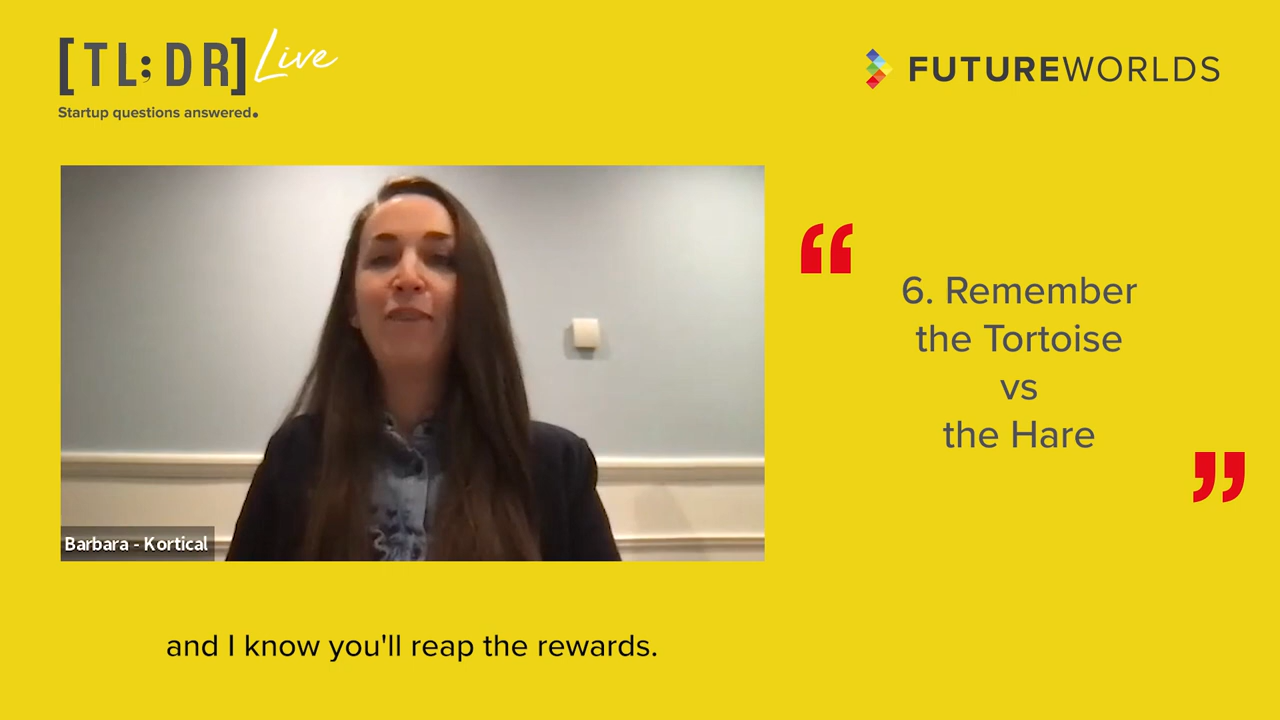 [TL;DR] Live
Startup questions answered.
FUTUREWORLDS
“
6. Remember
the Tortoise
vs
the Hare
”
Barbara - Kortical
and I know you'll reap the rewards.